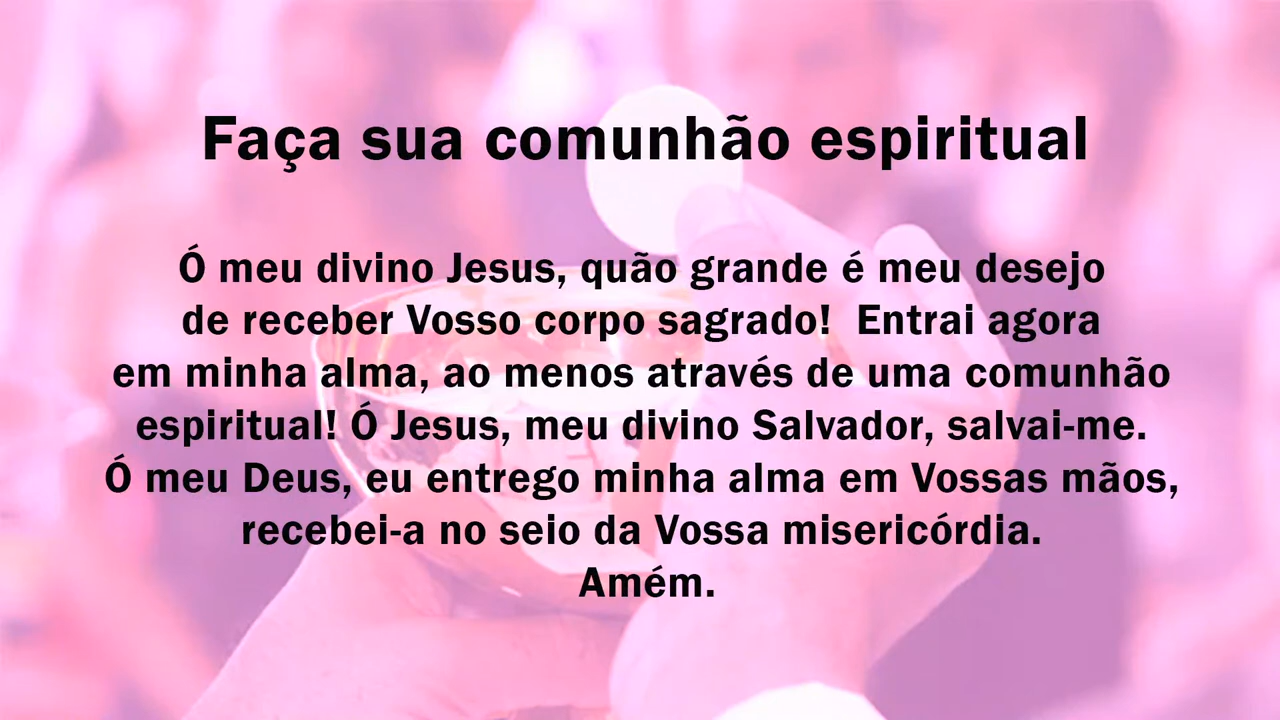 Faça sua comunhão espiritual
Ó meu divino Jesus, quão grande é meu desejo
de receber Vosso corpo sagrado!  Entrai agora
em minha alma, ao menos através de uma comunhão
espiritual! Ó Jesus, meu divino Salvador, salvai-me.
Ó meu Deus, eu entrego minha alma em Vossas mãos,
recebei-a no seio da Vossa misericórdia.
Amém.